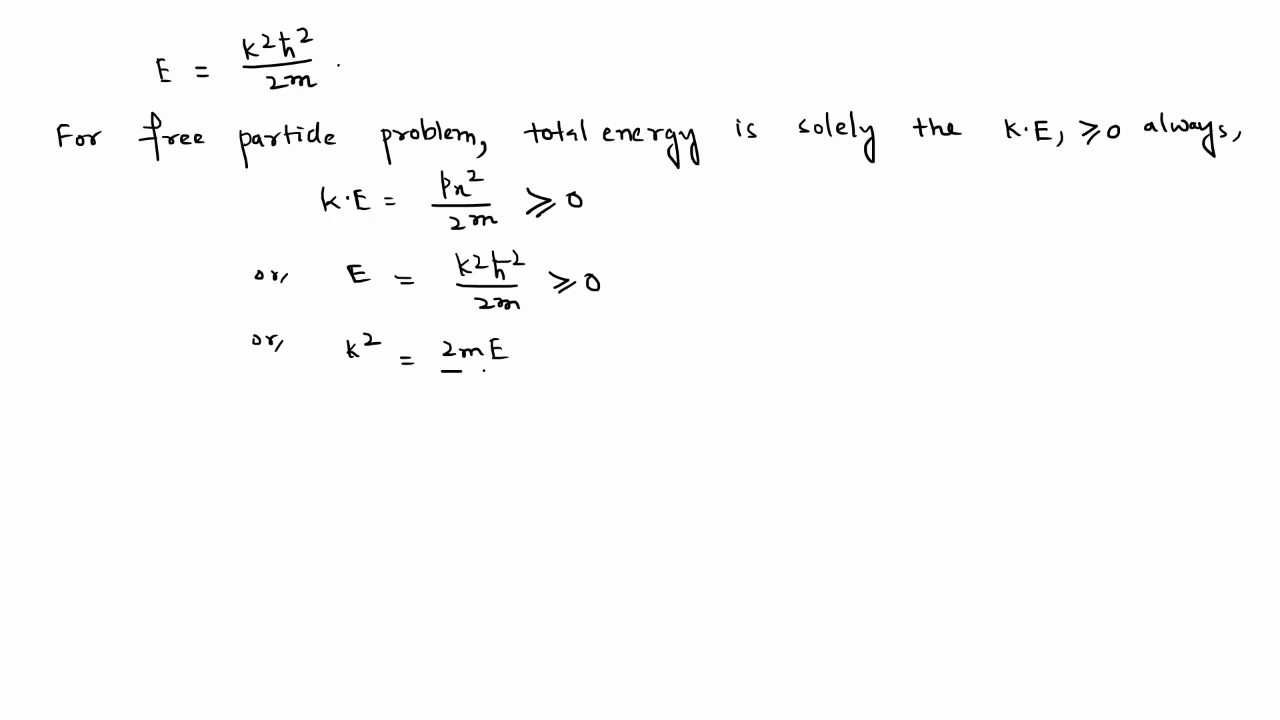 E = k²ħ²/2m .
For free particle problem, total energy is solely the K.E, ⩾0 always,
K.E = pₓ²/2m ⩾ 0
or, E = k²ħ²/2m ⩾ 0
or, k² = 2mE